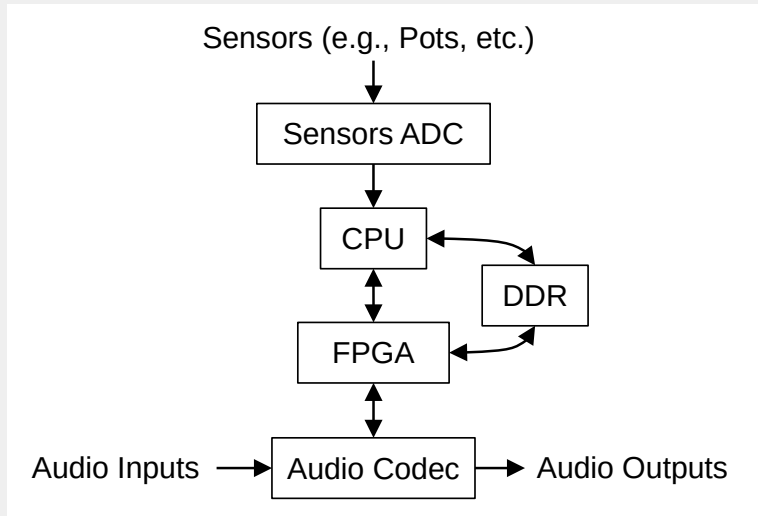 Sensors (e.g., Pots, etc.)
Sensors ADC
CPU
DDR
FPGA
Audio Inputs
Audio Codec
Audio Outputs